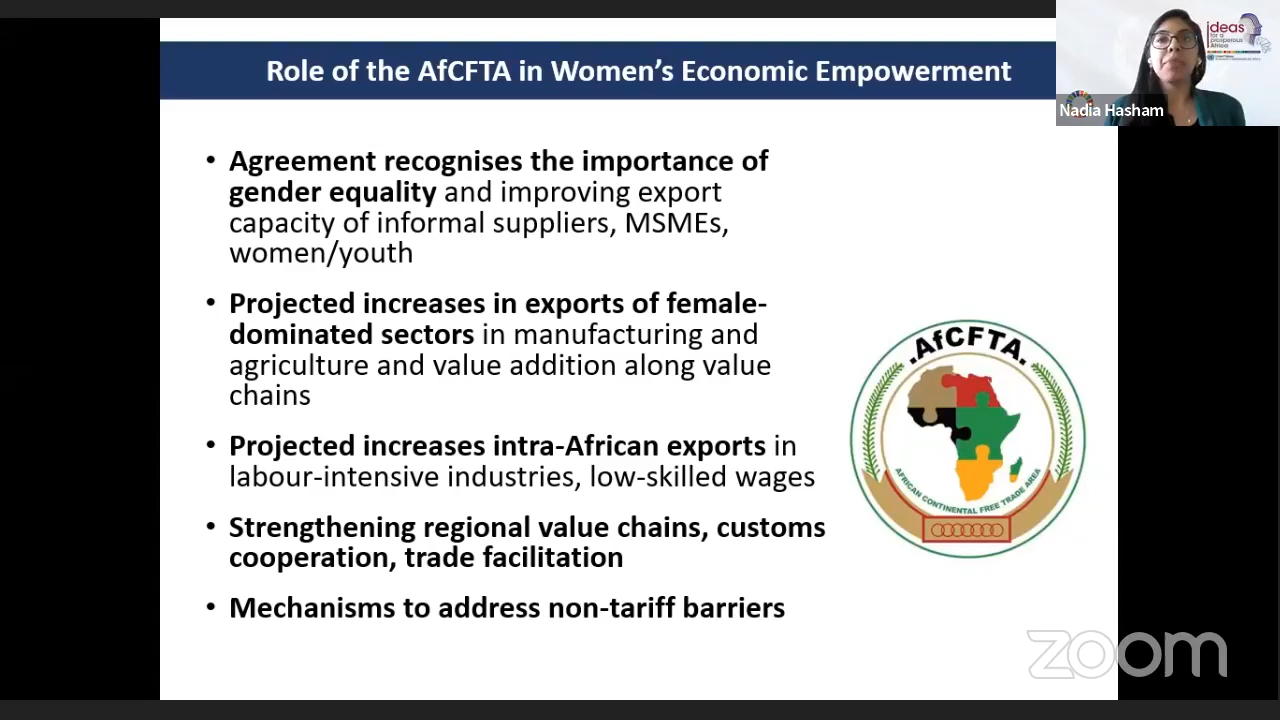 Role of the AfCFTA in Women's Economic Empowerment
ideas
for a
prosperous
Africa
Nadia Hasham
• Agreement recognises the importance of
gender equality and improving export
capacity of informal suppliers, MSMEs,
women/youth
• Projected increases in exports of female-
dominated sectors in manufacturing and
agriculture and value addition along value
chains
• Projected increases intra-African exports in
labour-intensive industries, low-skilled wages
• Strengthening regional value chains, customs
cooperation, trade facilitation
• Mechanisms to address non-tariff barriers
.AfCFTA.
AFRICAN CONTINENTAL FREE TRADE AREA
zoom